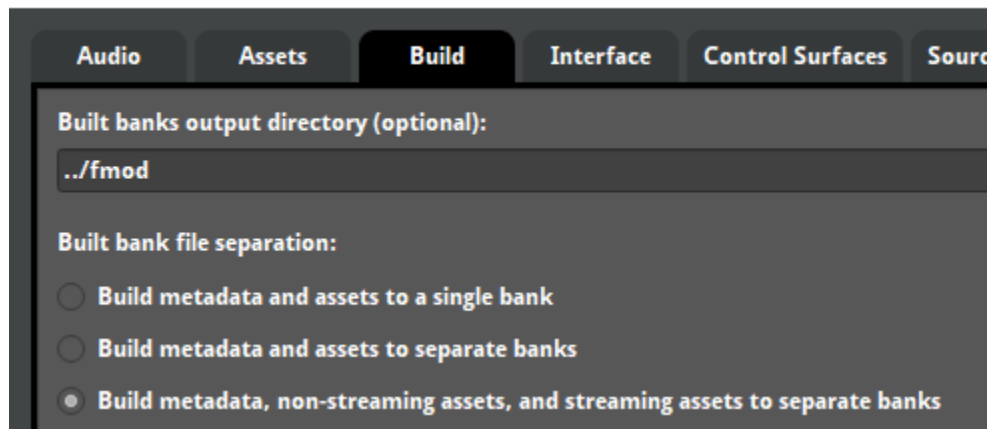 Audio Assets Build Interface Control Surfaces Sourc
Built banks output directory (optional):
../fmod
Built bank file separation:
Build metadata and assets to a single bank
Build metadata and assets to separate banks
Build metadata, non-streaming assets, and streaming assets to separate banks